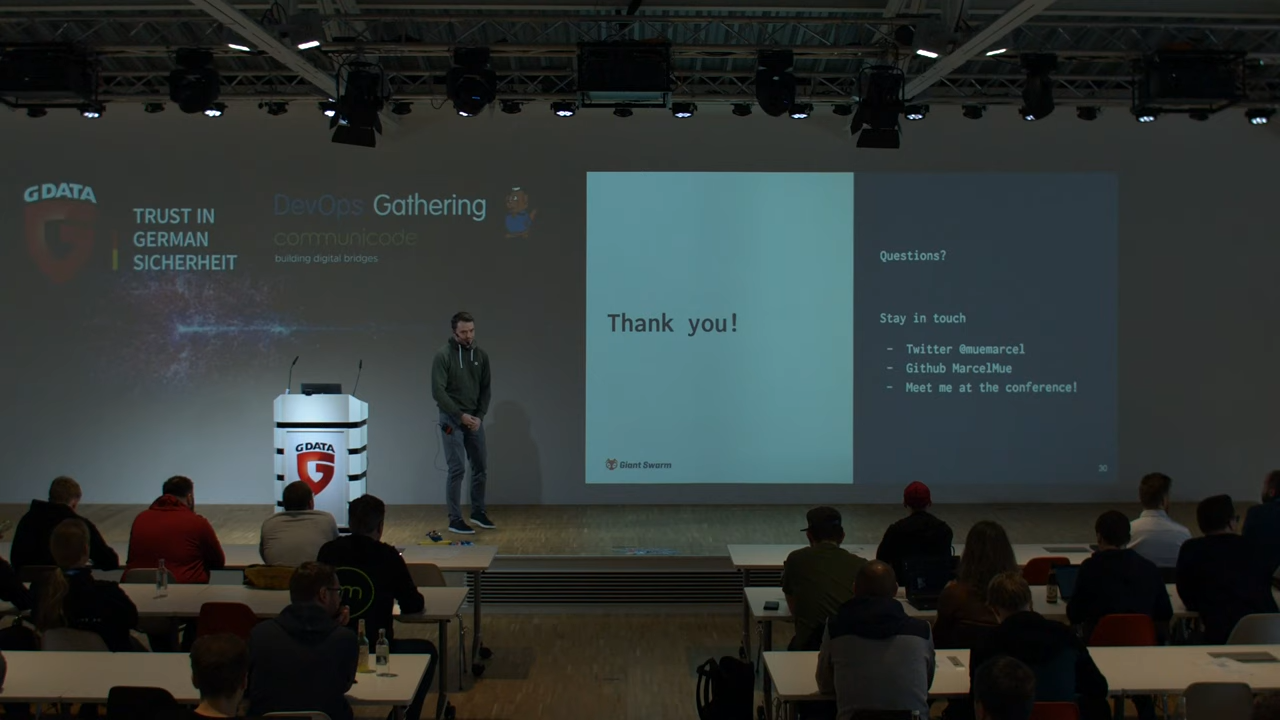 G DATA
TRUST IN
GERMAN
SICHERHEIT
DevOps Gathering
communicode
building digital bridges
Thank you!
Giant Swarm
Questions?
Stay in touch
- Twitter @muemarcel
- Github MarcelMue
- Meet me at the conference!
30
G DATA
m